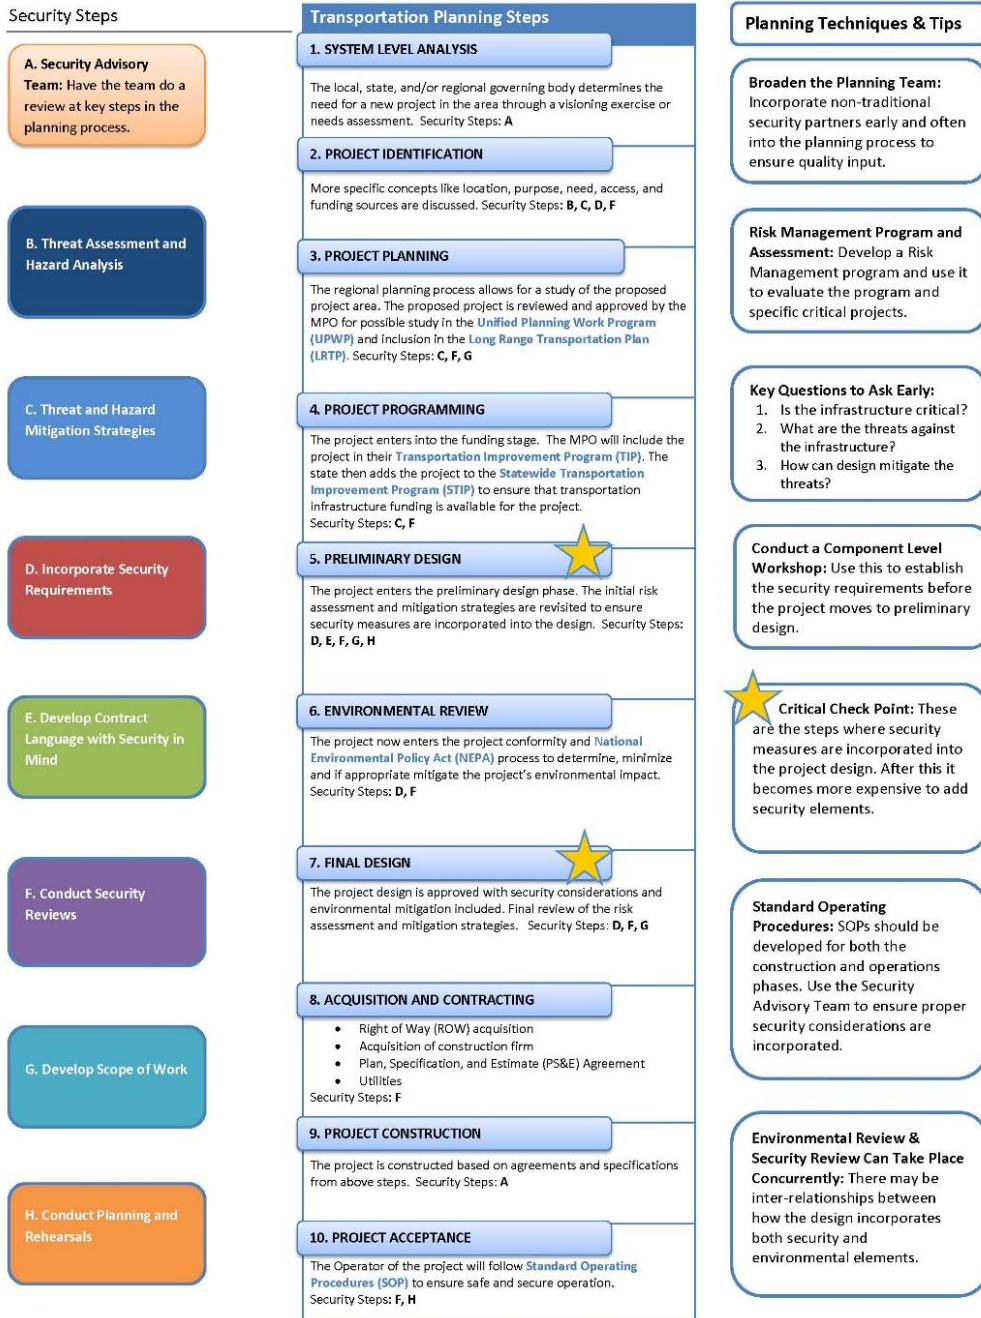 Security Steps
A. Security Advisory
Team: Have the team do a
review at key steps in the
planning process.
B. Threat Assessment and
Hazard Analysis
C. Threat and Hazard
Mitigation Strategies
D. Incorporate Security
Requirements
E. Develop Contract
Language with Security in
Mind
F. Conduct Security
Reviews
G. Develop Scope of Work
H. Conduct Planning and
Rehearsals
Transportation Planning Steps
1. SYSTEM LEVEL ANALYSIS
The local, state, and/or regional governing body determines the
need for a new project in the area through a visioning exercise or
needs assessment. Security Steps: A
2. PROJECT IDENTIFICATION
More specific concepts like location, purpose, need, access, and
funding sources are discussed. Security Steps: B, C, D, F
3. PROJECT PLANNING
The regional planning process allows for a study of the proposed
project area. The proposed project is reviewed and approved by the
MPO for possible study in the Unified Planning Work Program
(UPWP) and inclusion in the Long Range Transportation Plan
(LRTP). Security Steps: C, F, G
4. PROJECT PROGRAMMING
The project enters into the funding stage. The MPO will include the
project in their Transportation Improvement Program (TIP). The
state then adds the project to the Statewide Transportation
Improvement Program (STIP) to ensure that transportation
infrastructure funding is available for the project.
Security Steps: C, F
5. PRELIMINARY DESIGN
The project enters the preliminary design phase. The initial risk
assessment and mitigation strategies are revisited to ensure
security measures are incorporated into the design. Security Steps:
D, E, F, G, H
6. ENVIRONMENTAL REVIEW
The project now enters the project conformity and National
Environmental Policy Act (NEPA) process to determine, minimize
and if appropriate mitigate the project's environmental impact.
Security Steps: D, F
7. FINAL DESIGN
The project design is approved with security considerations and
environmental mitigation included. Final review of the risk
assessment and mitigation strategies. Security Steps: D, F, G
8. ACQUISITION AND CONTRACTING
• Right of Way (ROW) acquisition
• Acquisition of construction firm
• Plan, Specification, and Estimate (PS&E) Agreement
• Utilities
Security Steps: F
9. PROJECT CONSTRUCTION
The project is constructed based on agreements and specifications
from above steps. Security Steps: A
10. PROJECT ACCEPTANCE
The Operator of the project will follow Standard Operating
Procedures (SOP) to ensure safe and secure operation.
Security Steps: F, H
Planning Techniques & Tips
Broaden the Planning Team:
Incorporate non-traditional
security partners early and often
into the planning process to
ensure quality input.
Risk Management Program and
Assessment: Develop a Risk
Management program and use it
to evaluate the program and
specific critical projects.
Key Questions to Ask Early:
1. Is the infrastructure critical?
2. What are the threats against
the infrastructure?
3. How can design mitigate the
threats?
Conduct a Component Level
Workshop: Use this to establish
the security requirements before
the project moves to preliminary
design.
Critical Check Point: These
are the steps where security
measures are incorporated into
the project design. After this it
becomes more expensive to add
security elements.
Standard Operating
Procedures: SOPs should be
developed for both the
construction and operations
phases. Use the Security
Advisory Team to ensure proper
security considerations are
incorporated.
Environmental Review &
Security Review Can Take Place
Concurrently: There may be
inter-relationships between
how the design incorporates
both security and
environmental elements.